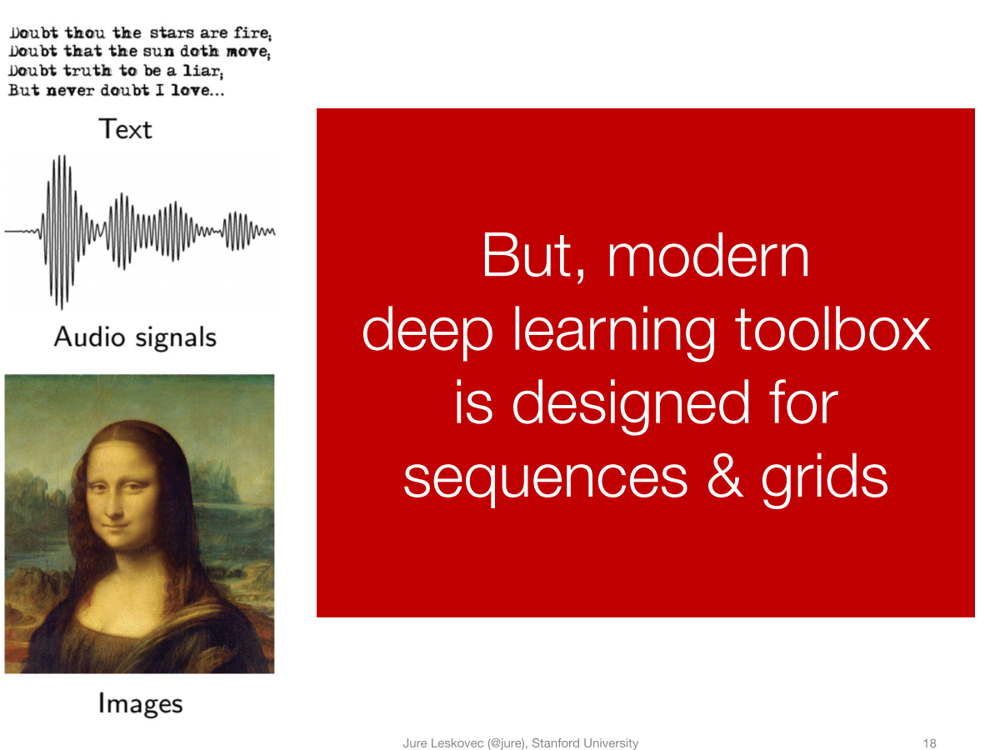 Doubt thou the stars are fire;
Doubt that the sun doth move;
Doubt truth to be a liar;
But never doubt I love...
Text
Audio signals
Images
But, modern
deep learning toolbox
is designed for
sequences & grids
Jure Leskovec (@jure), Stanford University
18